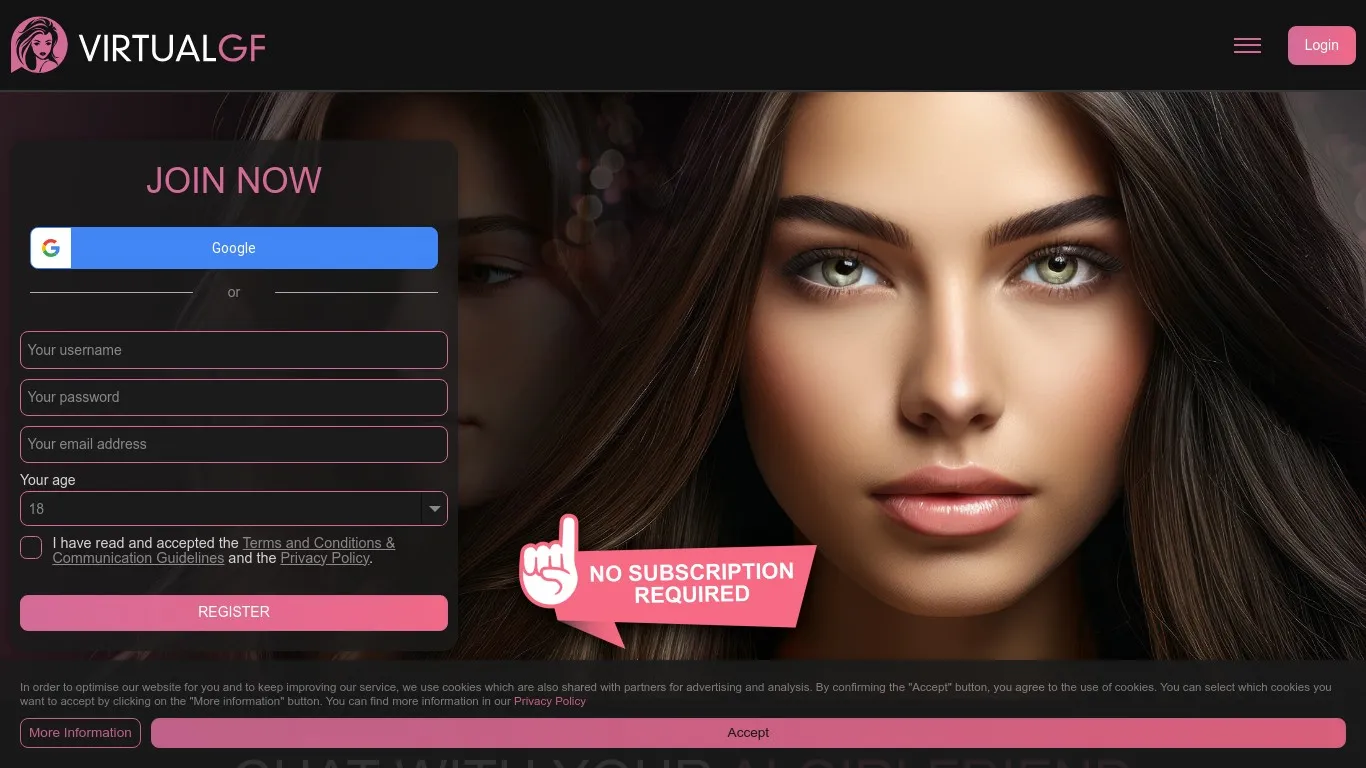 VIRTUALGF
Login
JOIN NOW
Google
or
Your username
Your password
Your email address
Your age
18
I have read and accepted the Terms and Conditions &
Communication Guidelines and the Privacy Policy.
REGISTER
NO SUBSCRIPTION
REQUIRED
In order to optimise our website for you and to keep improving our service, we use cookies which are also shared with partners for advertising and analysis. By confirming the "Accept" button, you agree to the use of cookies. You can select which cookies you
want to accept by clicking on the "More information" button. You can find more information in our Privacy Policy
More Information
Accept
CHAT WITH YOUR AI GIRLFRIEND